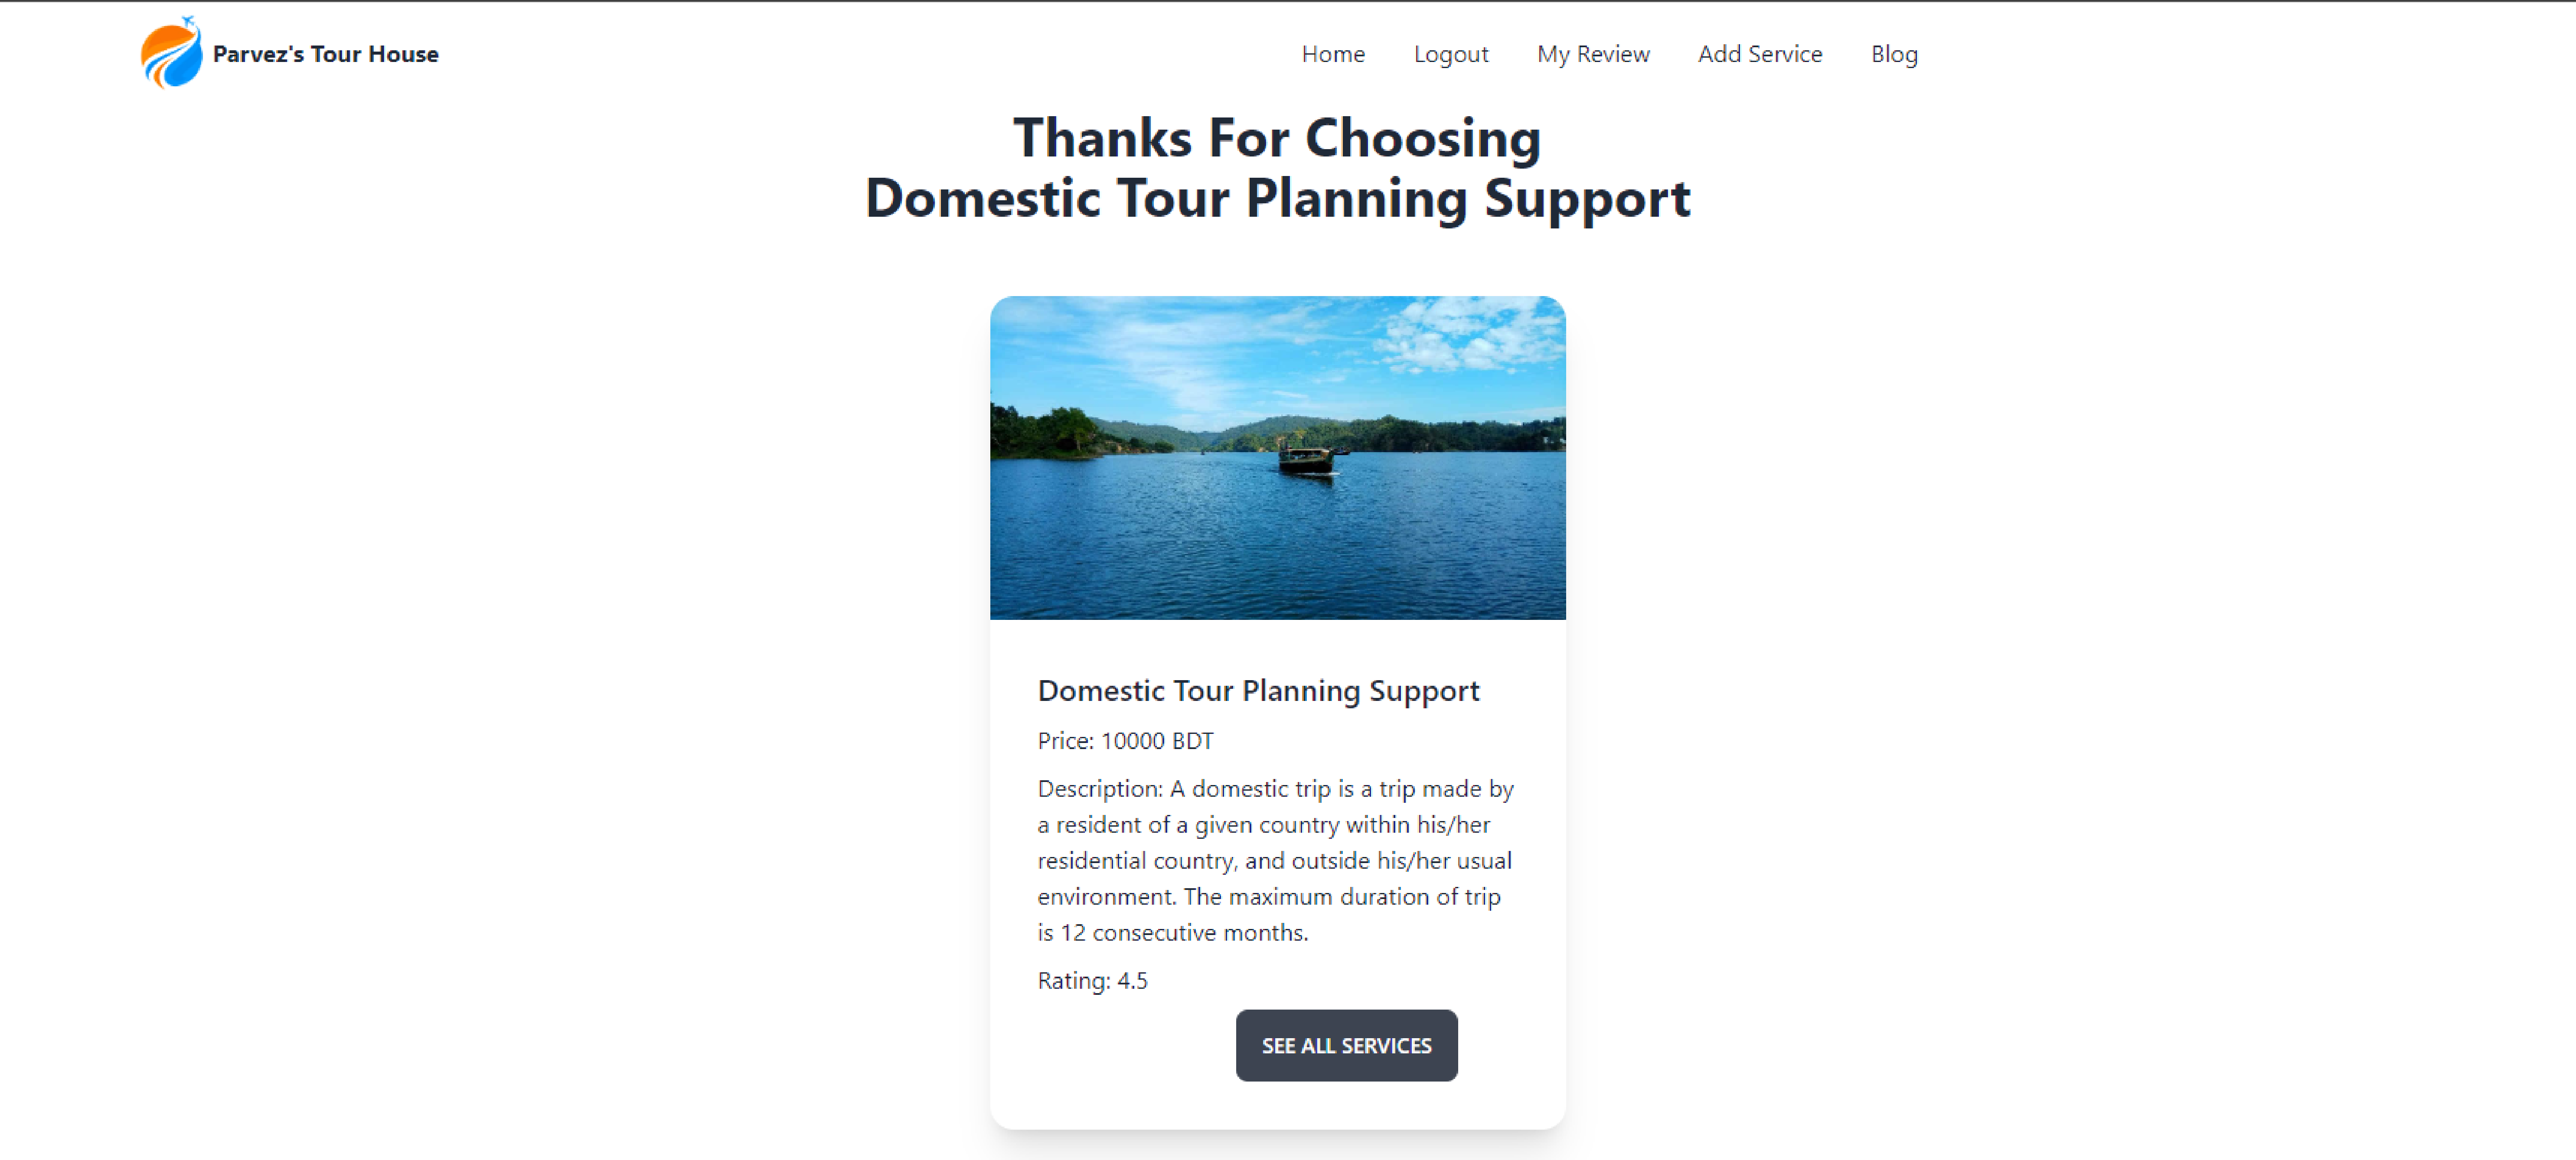 Parvez's Tour House
Home
Logout
My Review
Add Service
Blog
Thanks For Choosing
Domestic Tour Planning Support
Domestic Tour Planning Support
Price: 10000 BDT
Description: A domestic trip is a trip made by
a resident of a given country within his/her
residential country, and outside his/her usual
environment. The maximum duration of trip
is 12 consecutive months.
Rating: 4.5
SEE ALL SERVICES